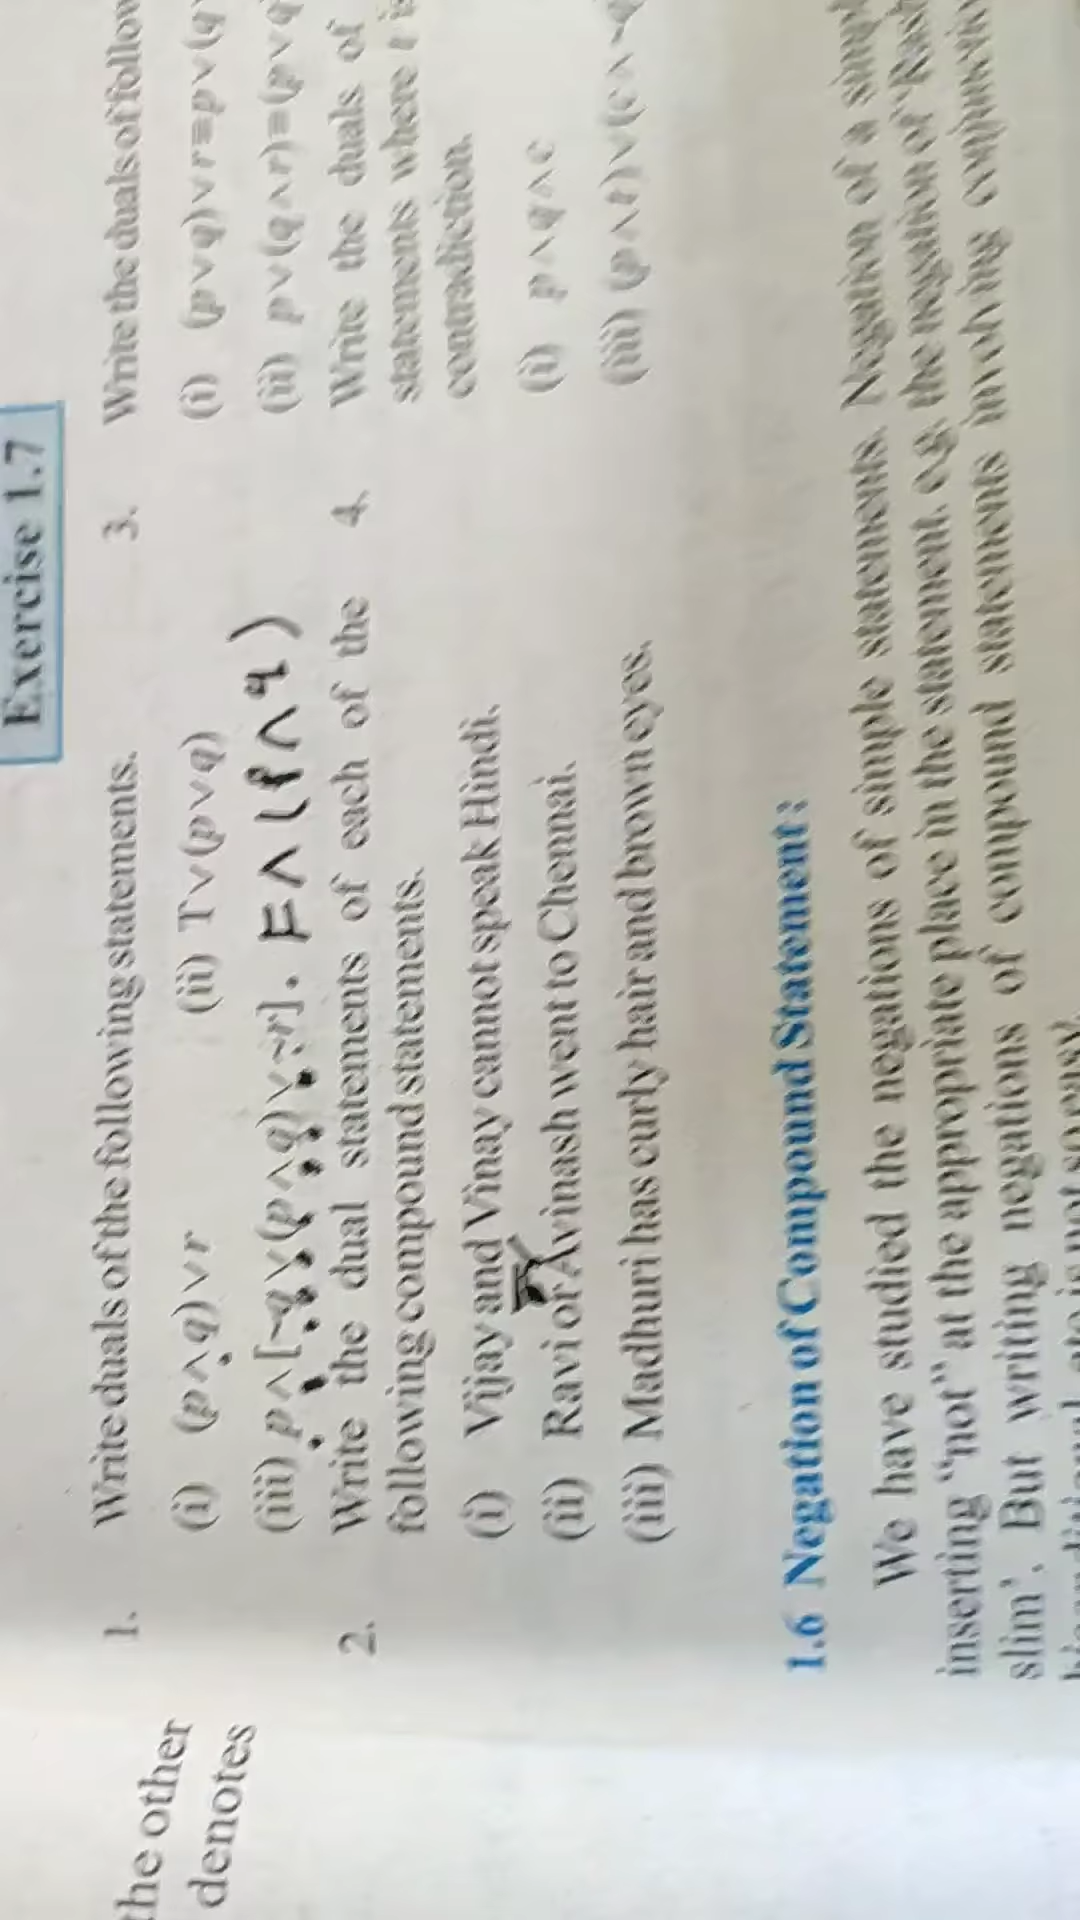 the other
denotes
Exercise 1.7
1. Write duals of the following statements.
(i) (p∧q)∨r (ii) T∨(p∨q)
(iii) p∧[~q∨(p∧q)∨~r]. F∧(p∧q)
2. Write the dual statements of each of the
following compound statements.
(i) Vijay and Vinay cannot speak Hindi.
(ii) Ravi or Avinash went to Chennai.
(iii) Madhuri has curly hair and brown eyes.
3. Write the duals of
(i) (p∨q)∨r≡p∨(q
(ii) p∨(q∧r)≡(p∨q
4. Write the duals of
statements where t is
contradiction.
(i) p∧q∧c
(iii) (p∧t)∨(c∧~q
1.6 Negation of Compound Statement :
We have studied the negations of simple statements. Negation of a
inserting "not" at the appropriate place in the statement, e.g. the negation of
slim'. But writing negations of compound statements involving
is not so easy.